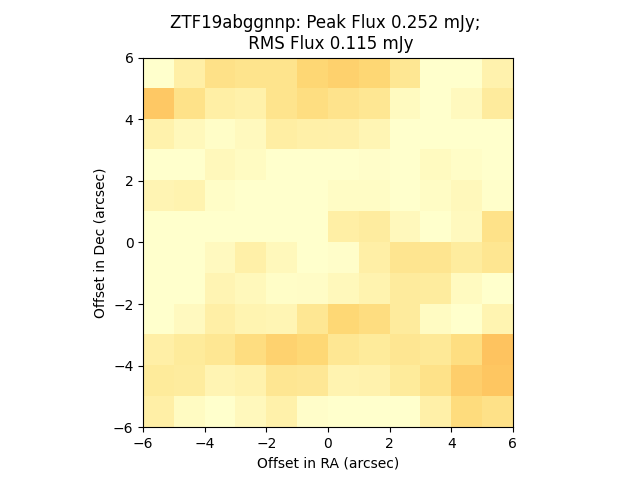 ZTF19abggnnp: Peak Flux 0.252 mJy;
RMS Flux 0.115 mJy
6
4
2
0
−2
−4
−6
Offset in Dec (arcsec)
−6 −4 −2 0 2 4 6
Offset in RA (arcsec)